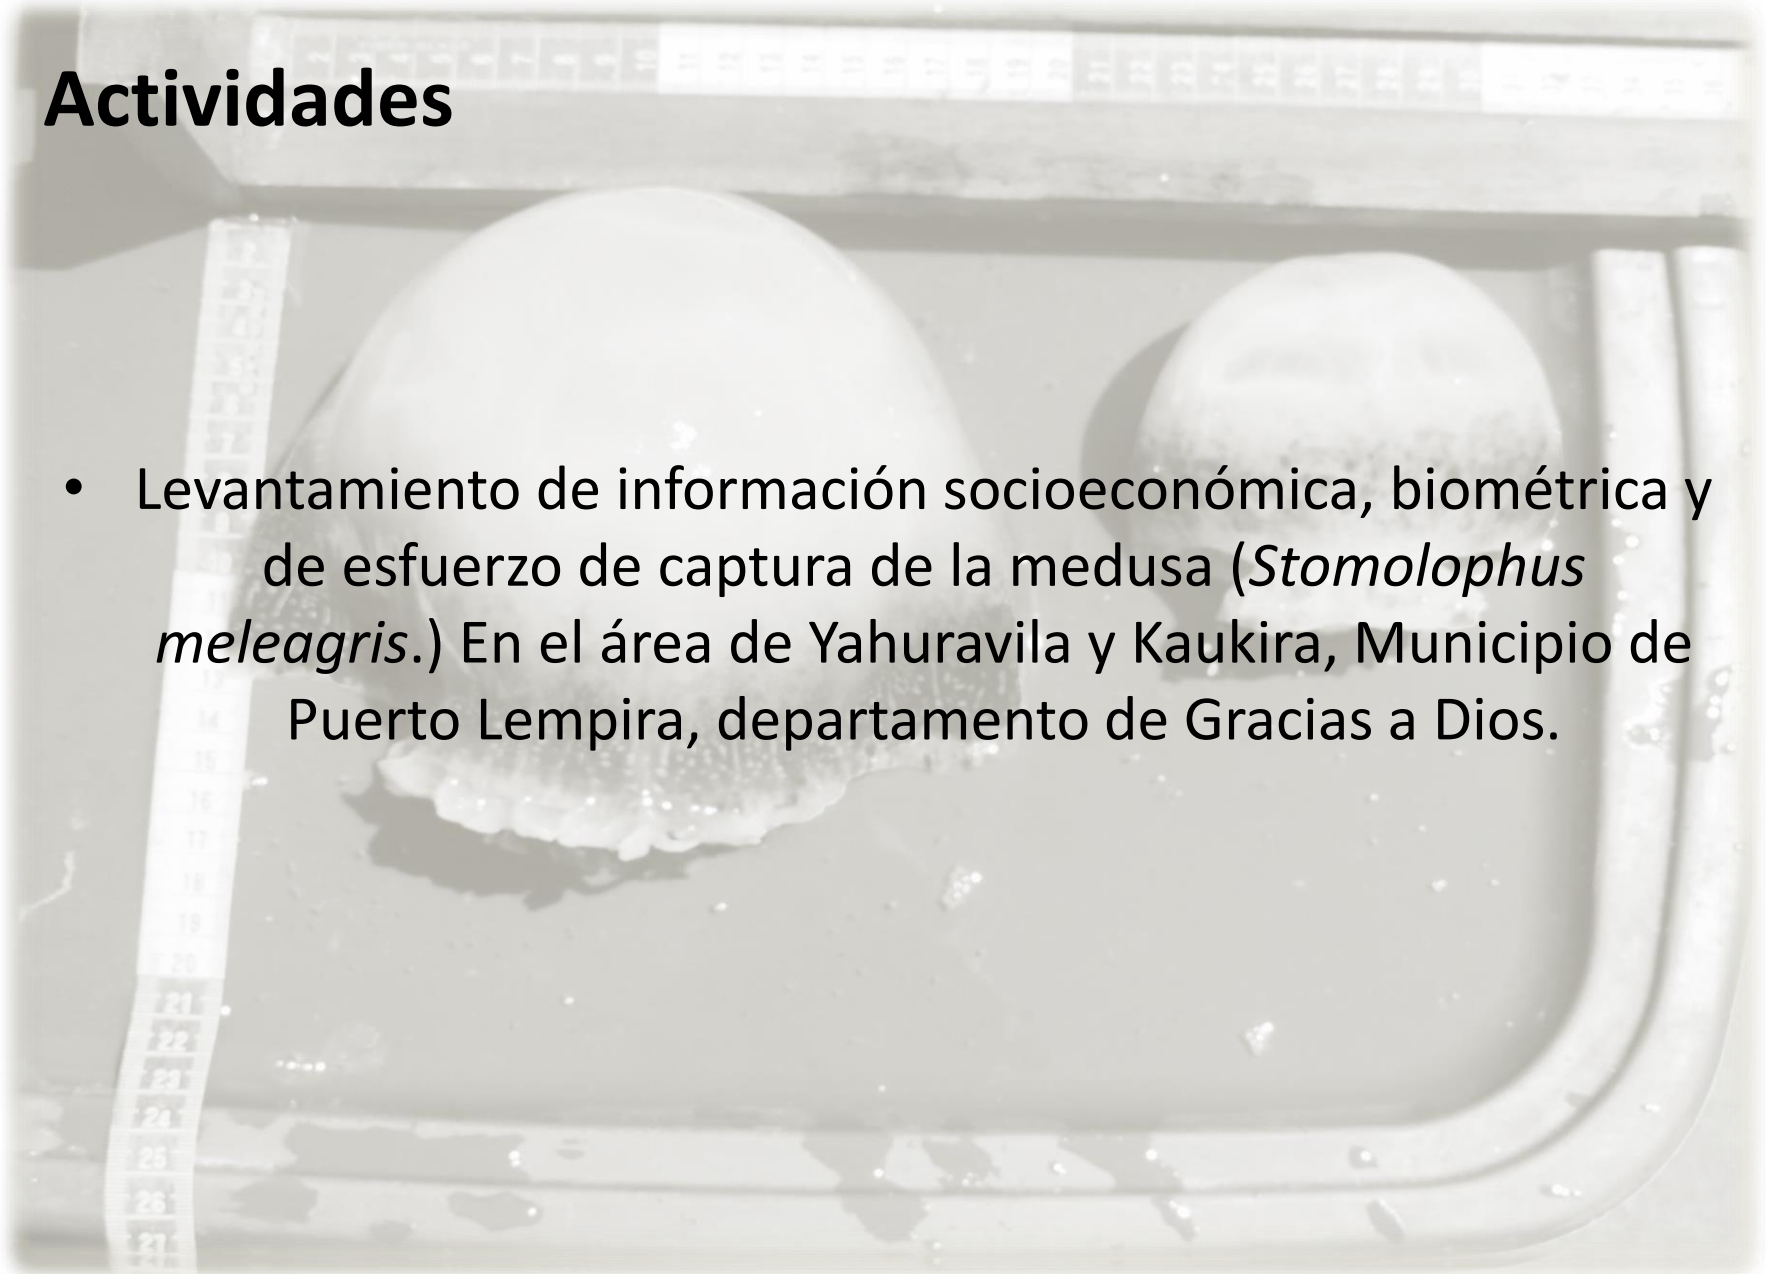 Actividades
• Levantamiento de información socioeconómica, biométrica y
de esfuerzo de captura de la medusa (Stomolophus
meleagris.) En el área de Yahuravila y Kaukira, Municipio de
Puerto Lempira, departamento de Gracias a Dios.